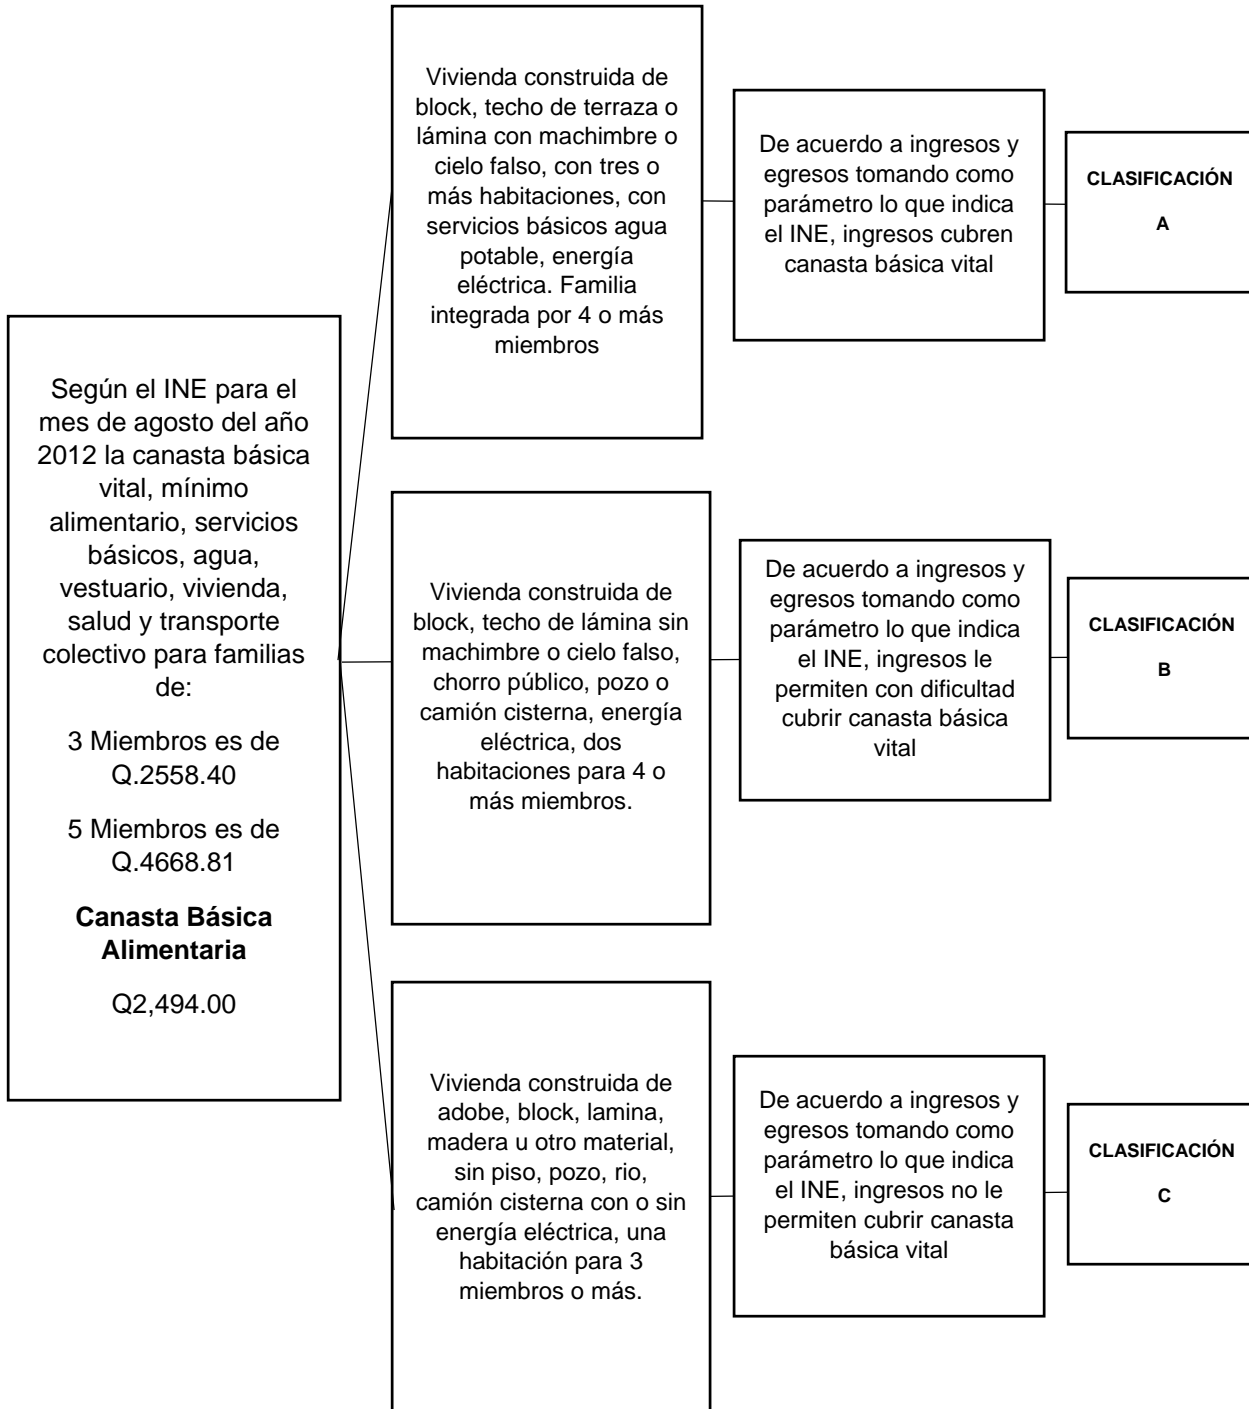 Según el INE para el
mes de agosto del año
2012 la canasta básica
vital, mínimo
alimentario, servicios
básicos, agua,
vestuario, vivienda,
salud y transporte
colectivo para familias
de:
3 Miembros es de
Q.2558.40
5 Miembros es de
Q.4668.81
Canasta Básica
Alimentaria
Q2,494.00
Vivienda construida de
block, techo de terraza o
lámina con machimbre o
cielo falso, con tres o
más habitaciones, con
servicios básicos agua
potable, energía
eléctrica. Familia
integrada por 4 o más
miembros
De acuerdo a ingresos y
egresos tomando como
parámetro lo que indica
el INE, ingresos cubren
canasta básica vital
CLASIFICACIÓN
A
Vivienda construida de
block, techo de lámina sin
machimbre o cielo falso,
chorro público, pozo o
camión cisterna, energía
eléctrica, dos
habitaciones para 4 o
más miembros.
De acuerdo a ingresos y
egresos tomando como
parámetro lo que indica
el INE, ingresos le
permiten con dificultad
cubrir canasta básica
vital
CLASIFICACIÓN
B
Vivienda construida de
adobe, block, lamina,
madera u otro material,
sin piso, pozo, rio,
camión cisterna con o sin
energía eléctrica, una
habitación para 3
miembros o más.
De acuerdo a ingresos y
egresos tomando como
parámetro lo que indica
el INE, ingresos no le
permiten cubrir canasta
básica vital
CLASIFICACIÓN
C